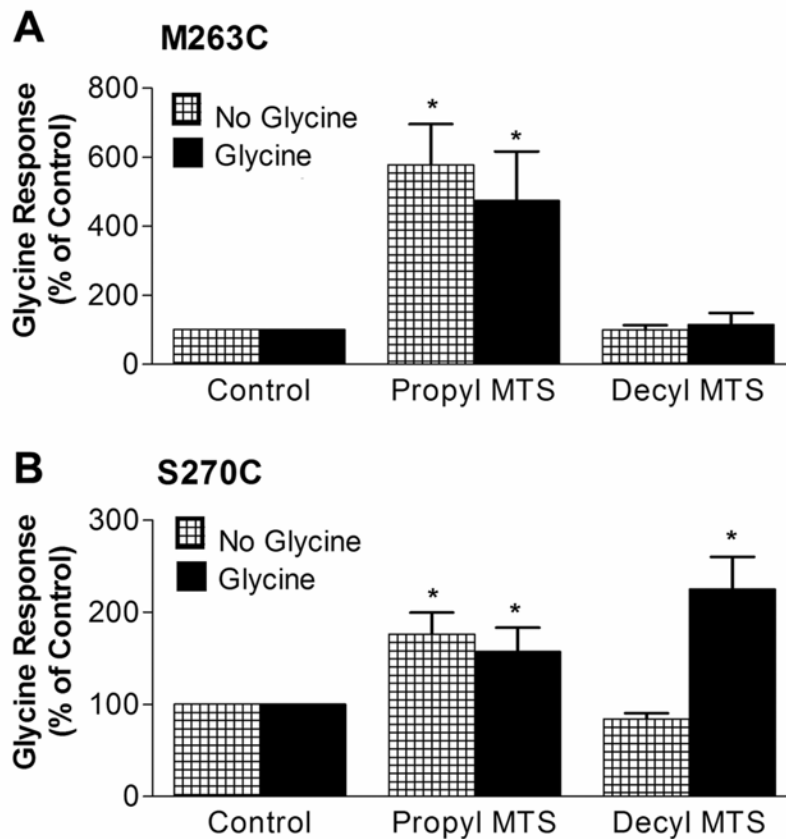 A
M263C
Glycine Response
(% of Control)
800
600
400
200
0
No Glycine
Glycine
*
*
Control
Propyl MTS
Decyl MTS
B
S270C
Glycine Response
(% of Control)
300
200
100
0
No Glycine
Glycine
*
*
*
Control
Propyl MTS
Decyl MTS